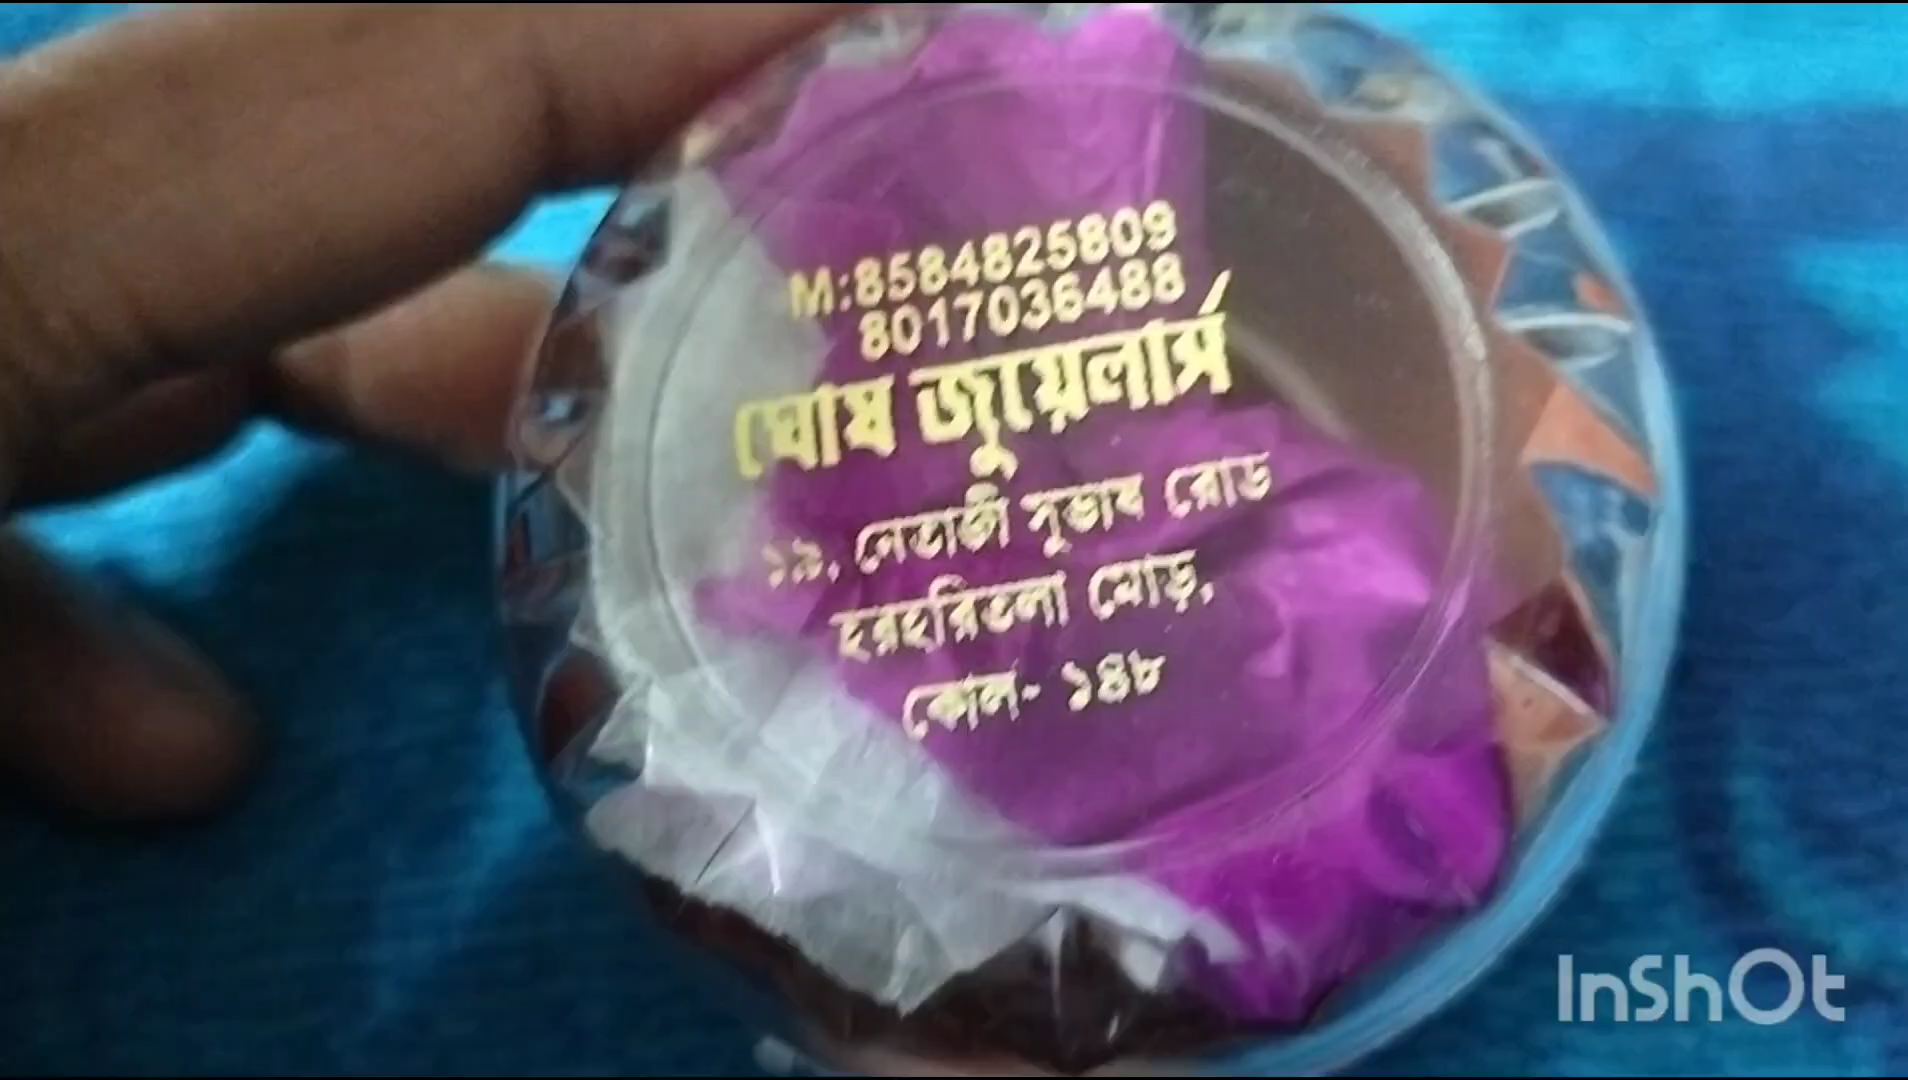 M:8584825809
8017036488
ঘোষ জুয়েলার্স
১৯, নেতাজী সুভাষ রোড
হরহরিতলা মোড়,
কোল- ১৪৮
InShOt